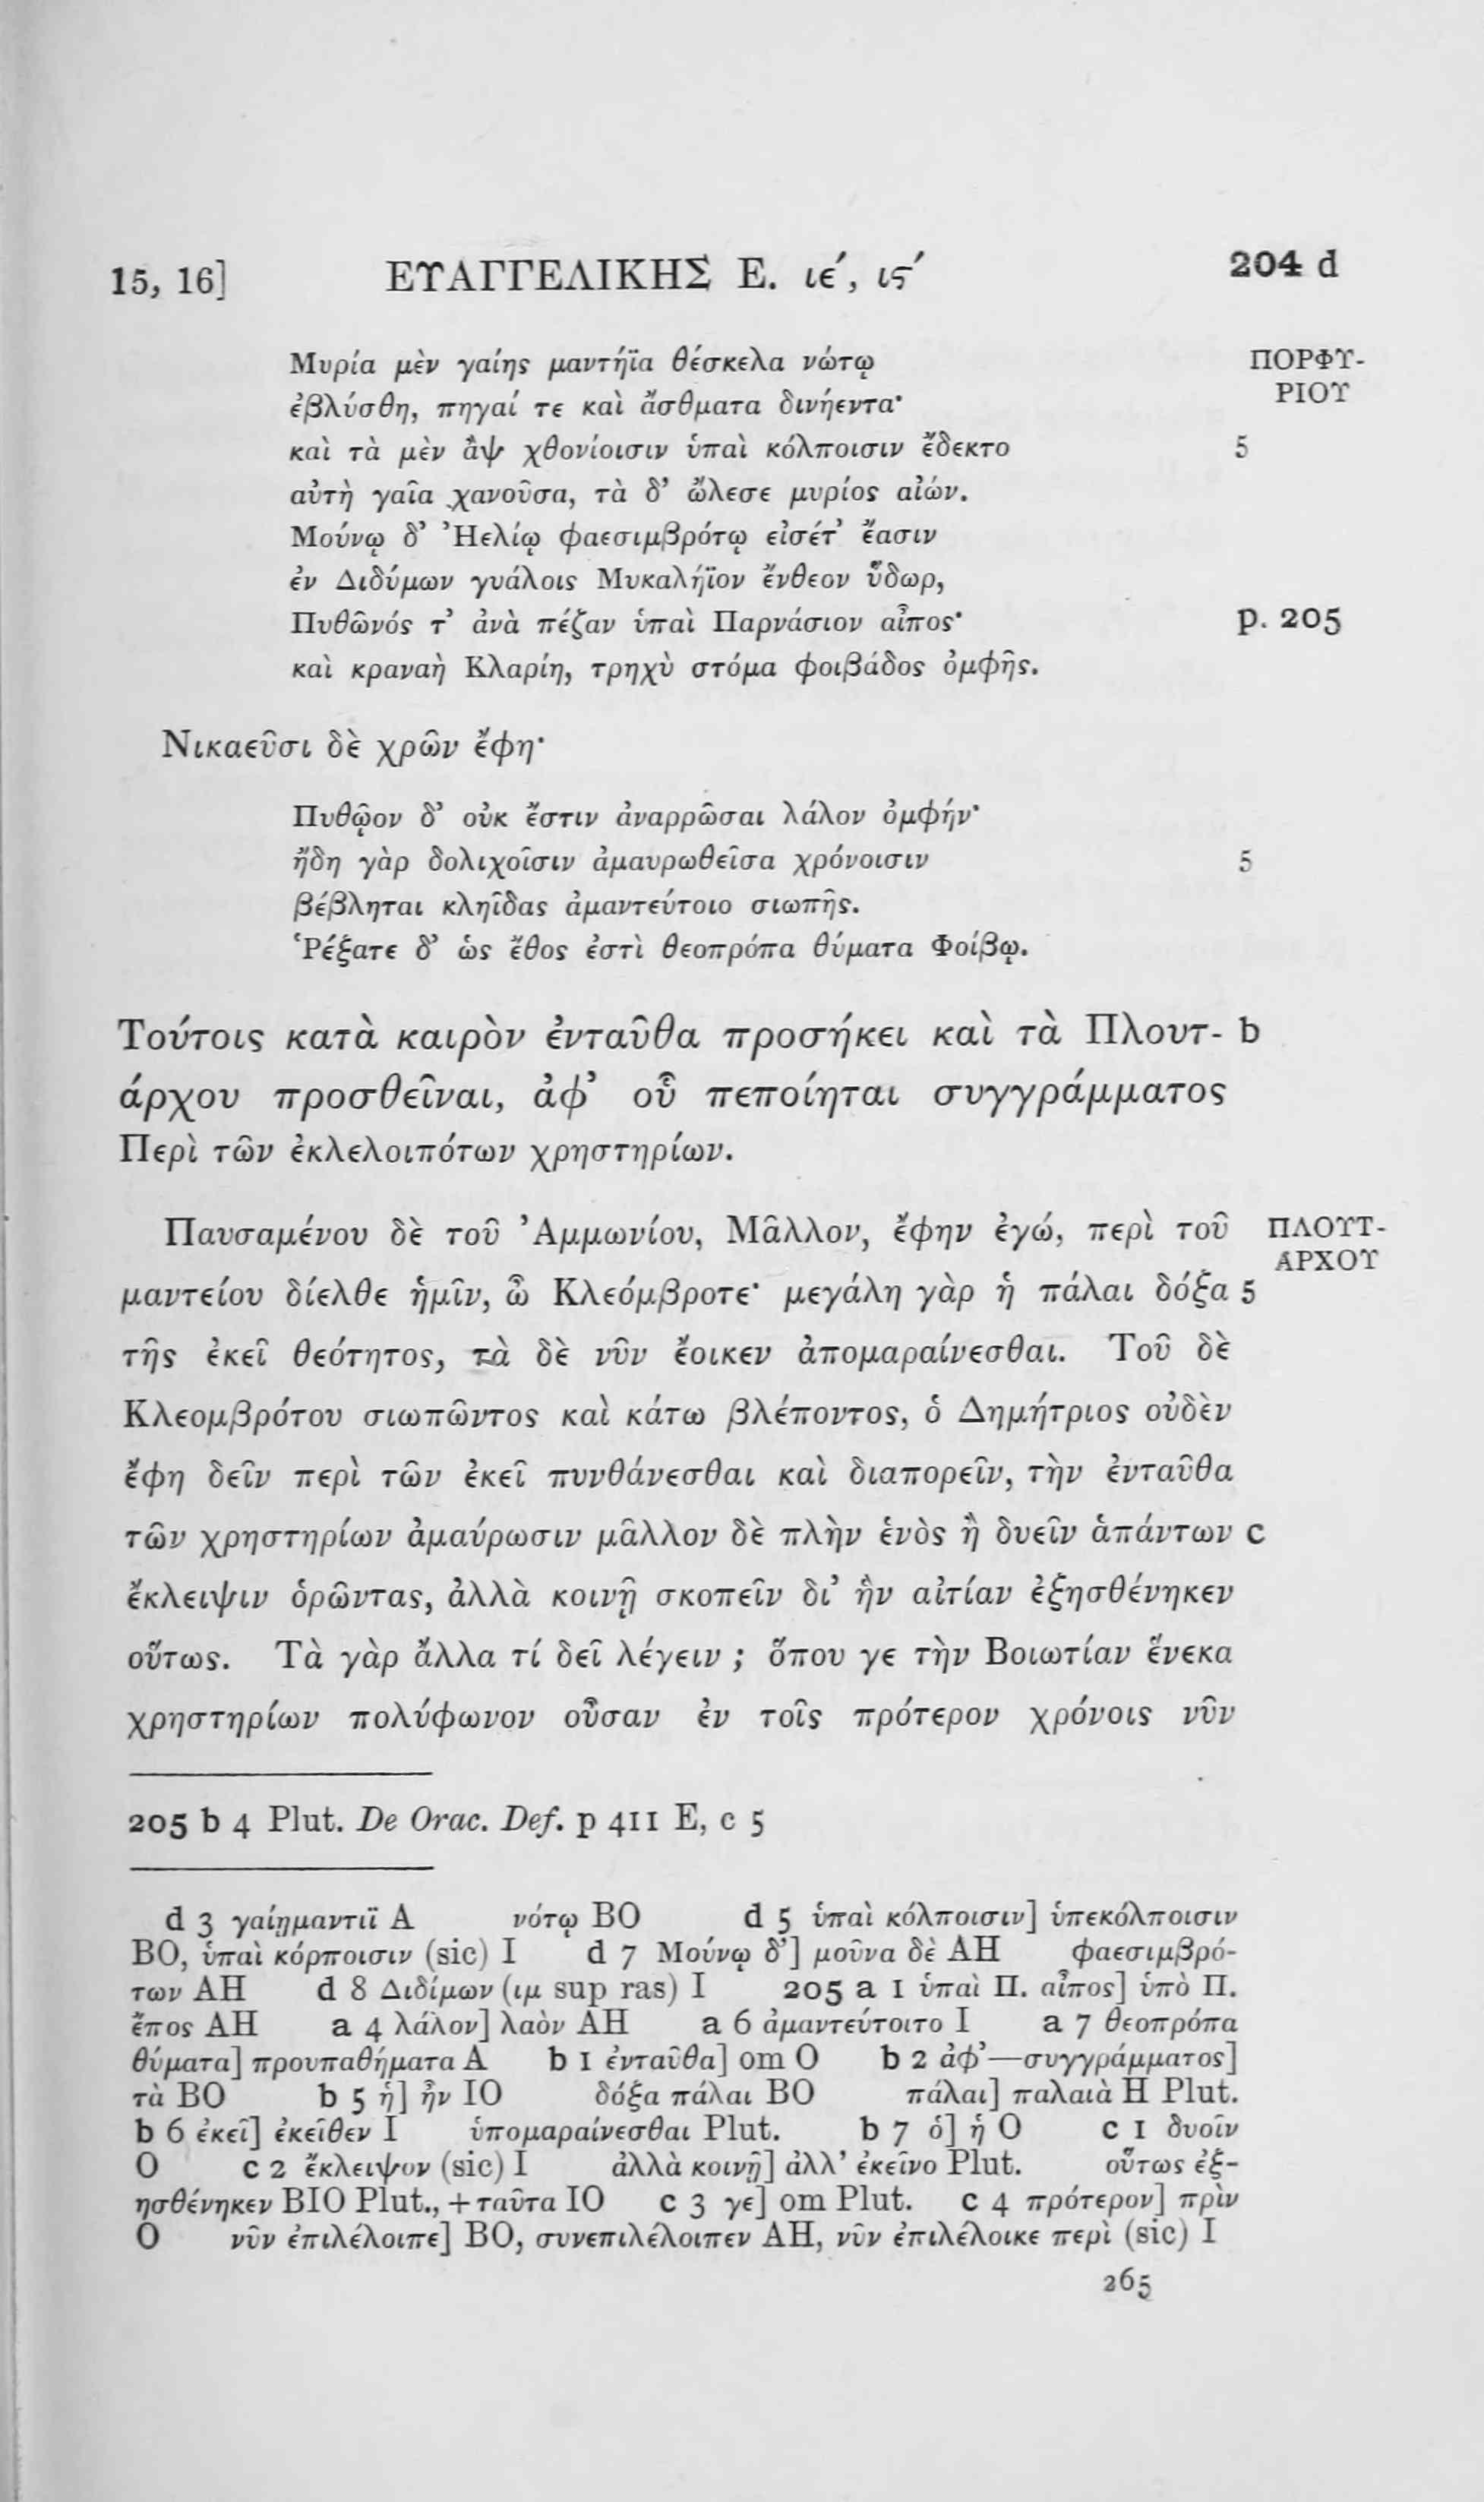 15, 16] ΕΥΑΓΓΕΛΙΚΗΣ Ε. ιέ, ιϛ´ 204 d
Μυρία μὲν γαίης μαντήϊα θέσκελα νώτῳ ΠΟΡΦΥ-
ἐβλύσθη, πηγαί τε καὶ ἄσθματα δινήεντα· ΡΙΟΥ
καὶ τὰ μὲν ἂψ χθονίοισιν ὑπαὶ κόλποισιν ἔδεκτο 5
αὐτὴ γαῖα χανοῦσα, τὰ δ’ ὤλεσε μυρίος αἰών.
Μούνῳ δ’ Ἠελίῳ φαεσιμβρότῳ εἰσέτ’ ἔασιν
ἐν Διδύμων γυάλοις Μυκαλήϊον ἔνθεον ὕδωρ,
Πυθῶνός τ’ ἀνὰ πέζαν ὑπαὶ Παρνάσιον αἶπος· p. 205
καὶ κραναὴ Κλαρίη, τρηχὺ στόμα φοιβάδος ὀμφῆς.
Νικαεῦσι δὲ χρῶν ἔφη·
Πυθῷον δ’ οὐκ ἔστιν ἀναρρῶσαι λάλον ὀμφήν·
ἤδη γὰρ δολιχοῖσιν ἀμαυρωθεῖσα χρόνοισιν 5
βέβληται κληῖδας ἀμαντεύτοιο σιωπῆς.
Ῥέξατε δ’ ὡς ἔθος ἐστὶ θεοπρόπα θύματα Φοίβῳ.
Τούτοις κατὰ καιρὸν ἐνταῦθα προσήκει καὶ τὰ Πλουτ- b
άρχου προσθεῖναι, ἀφ’ οὗ πεποίηται συγγράμματος
Περὶ τῶν ἐκλελοιπότων χρηστηρίων.
Παυσαμένου δὲ τοῦ Ἀμμωνίου, Μᾶλλον, ἔφην ἐγώ, περὶ τοῦ ΠΛΟΥΤ-
ΑΡΧΟΥ
μαντείου δίελθε ἡμῖν, ὦ Κλεόμβροτε· μεγάλη γὰρ ἡ πάλαι δόξα 5
τῆς ἐκεῖ θεότητος, τὰ δὲ νῦν ἔοικεν ἀπομαραίνεσθαι. Τοῦ δὲ
Κλεομβρότου σιωπῶντος καὶ κάτω βλέποντος, ὁ Δημήτριος οὐδὲν
ἔφη δεῖν περὶ τῶν ἐκεῖ πυνθάνεσθαι καὶ διαπορεῖν, τὴν ἐνταῦθα
τῶν χρηστηρίων ἀμαύρωσιν μᾶλλον δὲ πλὴν ἑνὸς ἢ δυεῖν ἁπάντων c
ἔκλειψιν ὁρῶντας, ἀλλὰ κοινῇ σκοπεῖν δι’ ἣν αἰτίαν ἐξησθένηκεν
οὕτως. Τὰ γὰρ ἄλλα τί δεῖ λέγειν ; ὅπου γε τὴν Βοιωτίαν ἕνεκα
χρηστηρίων πολύφωνον οὖσαν ἐν τοῖς πρότερον χρόνοις νῦν
205 b 4 Plut. De Orac. Def. p 411 E, c 5
d 3 γαίῃμαντιϊ A νότῳ BO d 5 ὑπαὶ κόλποισιν] ὑπεκόλποισιν
BO, ὑπαὶ κόρποισιν (sic) I d 7 Μούνῳ δ’] μοῦνα δὲ AH φαεσιμβρό-
των AH d 8 Διδίμων (ιμ sup ras) I 205 a 1 ὑπαὶ Π. αἶπος] ὑπὸ Π.
ἔπος AH a 4 λάλον] λαὸν AH a 6 ἀμαντεύτοιτο I a 7 θεοπρόπα
θύματα] προυπαθήματα A b 1 ἐνταῦθα] om O b 2 ἀφ’—συγγράμματος]
τὰ BO b 5 ἡ] ἦν IO δόξα πάλαι BO πάλαι] παλαιὰ H Plut.
b 6 ἐκεῖ] ἐκεῖθεν I ὑπομαραίνεσθαι Plut. b 7 ὁ] ἡ O c 1 δυοῖν
O c 2 ἔκλειψον (sic) I ἀλλὰ κοινῇ] ἀλλ’ ἐκεῖνο Plut. οὕτως ἐξ-
ησθένηκεν BIO Plut., +ταῦτα IO c 3 γε] om Plut. c 4 πρότερον] πρὶν
O νῦν ἐπιλέλοιπε] BO, συνεπιλέλοιπεν AH, νῦν ἐπιλέλοικε περὶ (sic) I
265